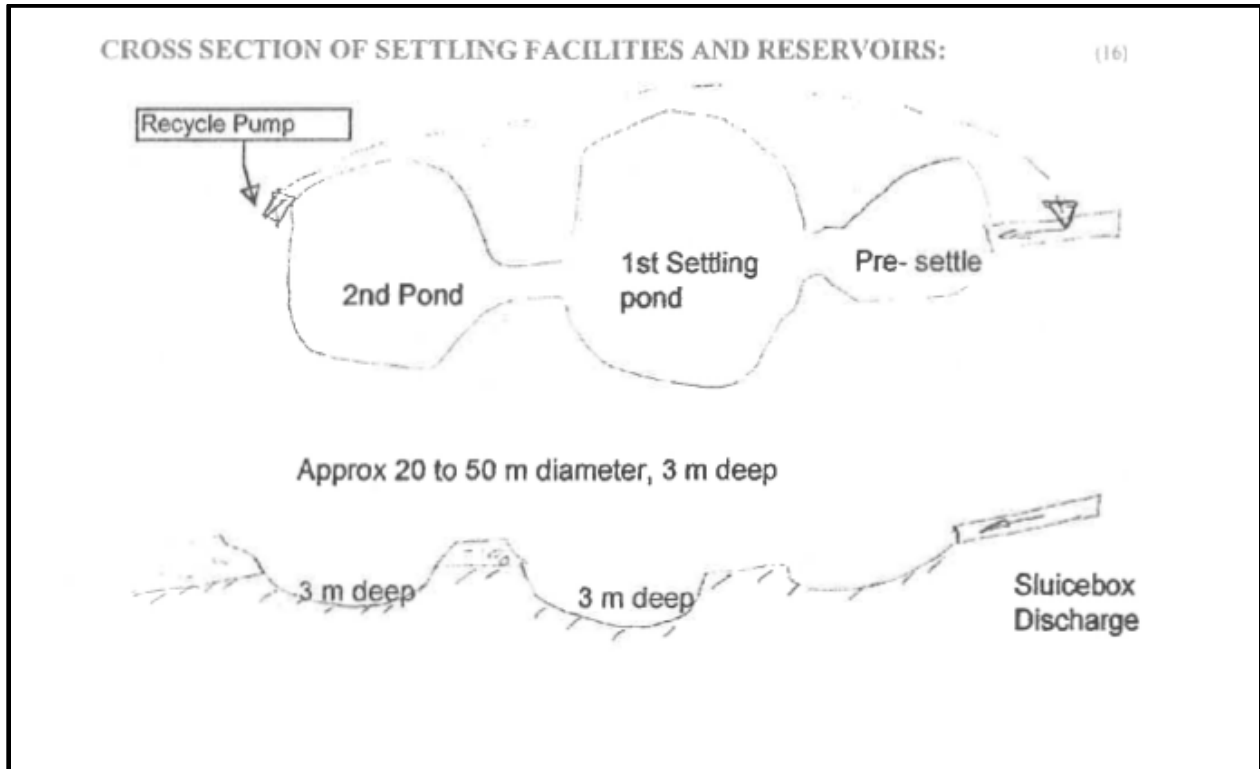 CROSS SECTION OF SETTLING FACILITIES AND RESERVOIRS:
(16)
Recycle Pump
2nd Pond
1st Settling
pond
Pre- settle
Approx 20 to 50 m diameter, 3 m deep
3 m deep
3 m deep
Sluicebox
Discharge